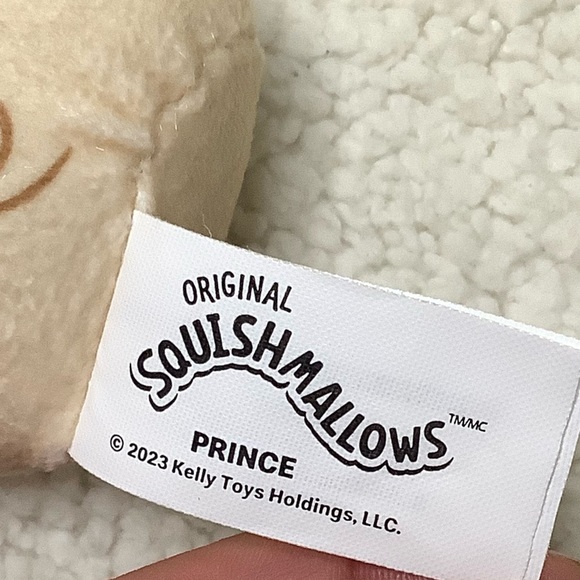 ORIGINAL
SQUISHMALLOWS TM/MC
PRINCE
© 2023 Kelly Toys Holdings, LLC.